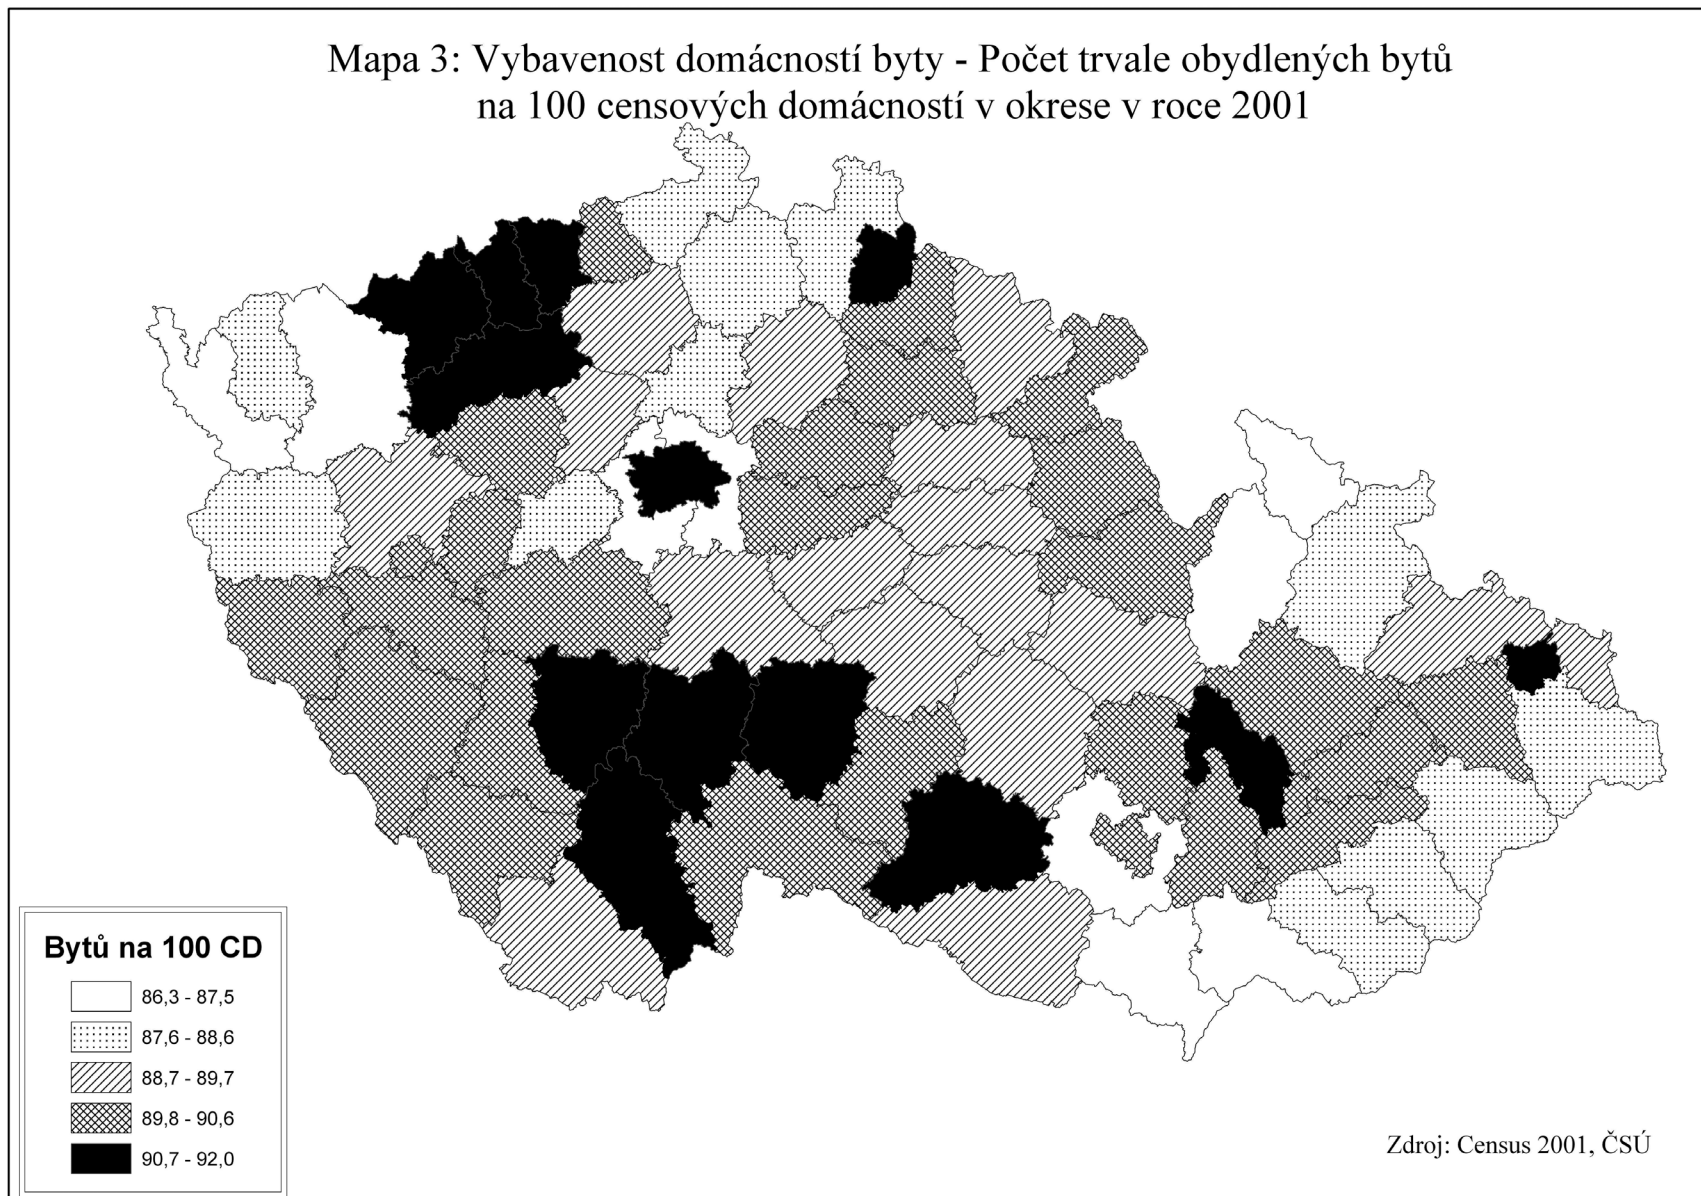 Mapa 3: Vybavenost domácností byty - Počet trvale obydlených bytů
na 100 censových domácností v okrese v roce 2001
Bytů na 100 CD
86,3 - 87,5
87,6 - 88,6
88,7 - 89,7
89,8 - 90,6
90,7 - 92,0
Zdroj: Census 2001, ČSÚ